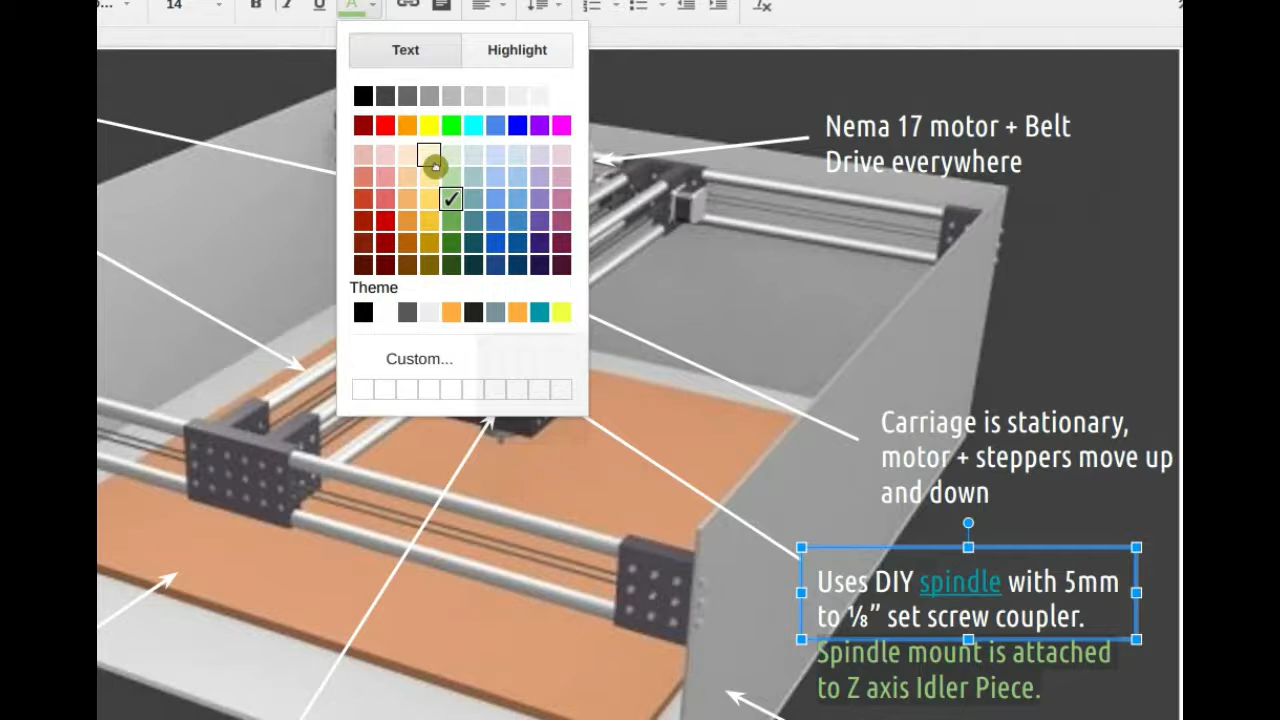 14
B I U A
Text Highlight
Theme
Custom...
Nema 17 motor + Belt
Drive everywhere
Carriage is stationary,
motor + steppers move up
and down
Uses DIY spindle with 5mm
to ⅛” set screw coupler.
Spindle mount is attached
to Z axis Idler Piece.